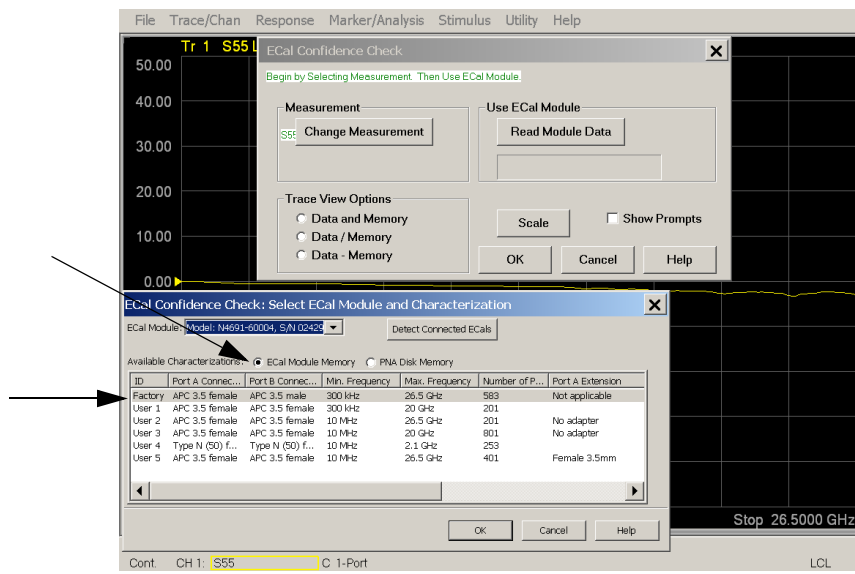 File Trace/Chan Response Marker/Analysis Stimulus Utility Help
Tr 1 S55 L
ECal Confidence Check
50.00
Begin by Selecting Measurement. Then Use ECal Module.
40.00
Measurement
Use ECal Module
S55 Change Measurement
Read Module Data
30.00
20.00
Trace View Options
Data and Memory
Data / Memory
Data - Memory
Scale
Show Prompts
10.00
OK Cancel Help
0.00
ECal Confidence Check: Select ECal Module and Characterization
ECal Module: Model: N4691-60004, S/N 02429
Detect Connected ECals
Available Characterizations: ECal Module Memory PNA Disk Memory
ID Port A Connec... Port B Connec... Min. Frequency Max. Frequency Number of P... Port A Extension
Factory APC 3.5 female APC 3.5 male 300 kHz 26.5 GHz 583 Not applicable
User 1 APC 3.5 female APC 3.5 female 300 kHz 20 GHz 201
User 2 APC 3.5 female APC 3.5 female 10 MHz 26.5 GHz 201 No adapter
User 3 APC 3.5 female APC 3.5 female 10 MHz 20 GHz 801 No adapter
User 4 Type N (50) f... Type N (50) f... 10 MHz 2.1 GHz 253
User 5 APC 3.5 female APC 3.5 female 10 MHz 26.5 GHz 401 Female 3.5mm
OK Cancel Help
Stop 26.5000 GHz
Cont. CH 1: S55 C 1-Port LCL